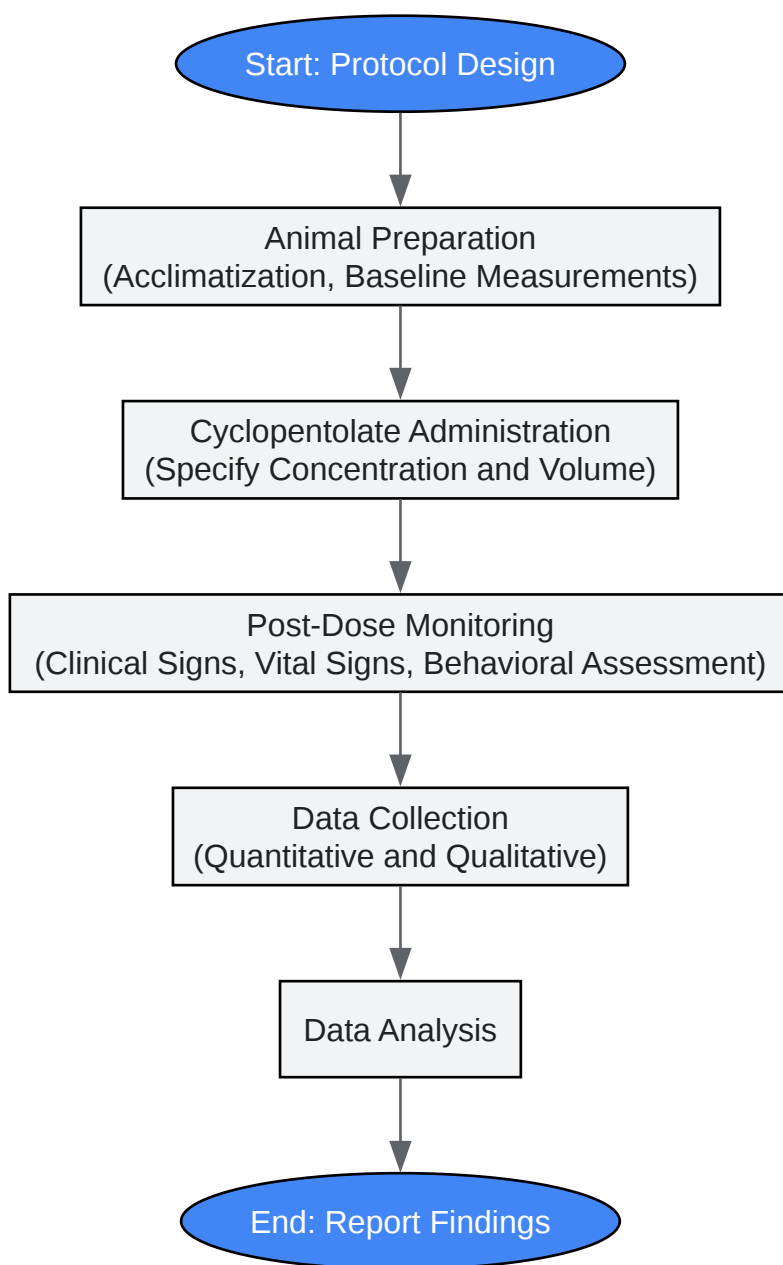 Start: Protocol Design
Animal Preparation
(Acclimatization, Baseline Measurements)
Cyclopentolate Administration
(Specify Concentration and Volume)
Post-Dose Monitoring
(Clinical Signs, Vital Signs, Behavioral Assessment)
Data Collection
(Quantitative and Qualitative)
Data Analysis
End: Report Findings